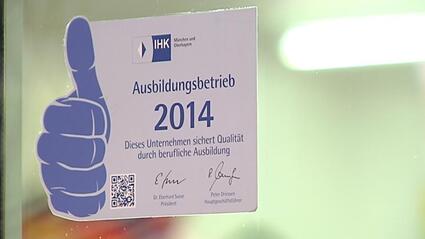 IHK
München und
Oberbayern
Ausbildungsbetrieb
2014
Dieses Unternehmen sichert Qualität
durch berufliche Ausbildung
Dr. Eberhard Sasse
Präsident
Peter Driessen
Hauptgeschäftsführer